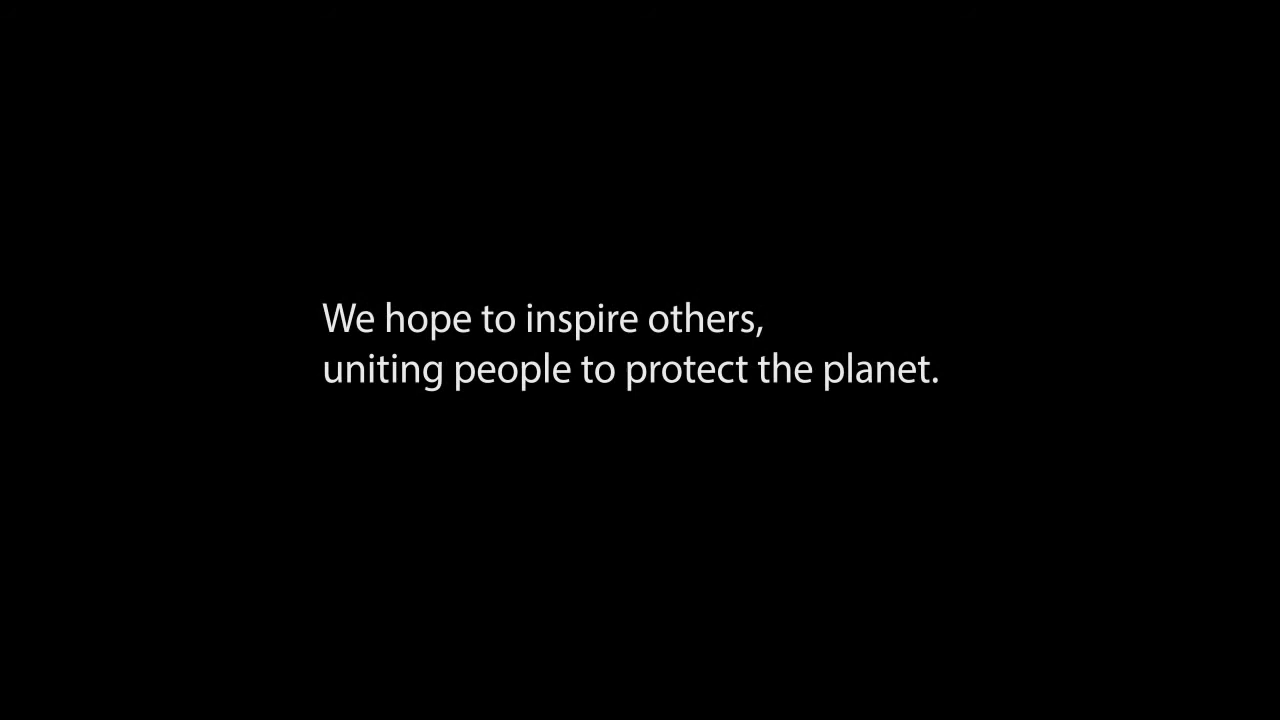 We hope to inspire others,
uniting people to protect the planet.